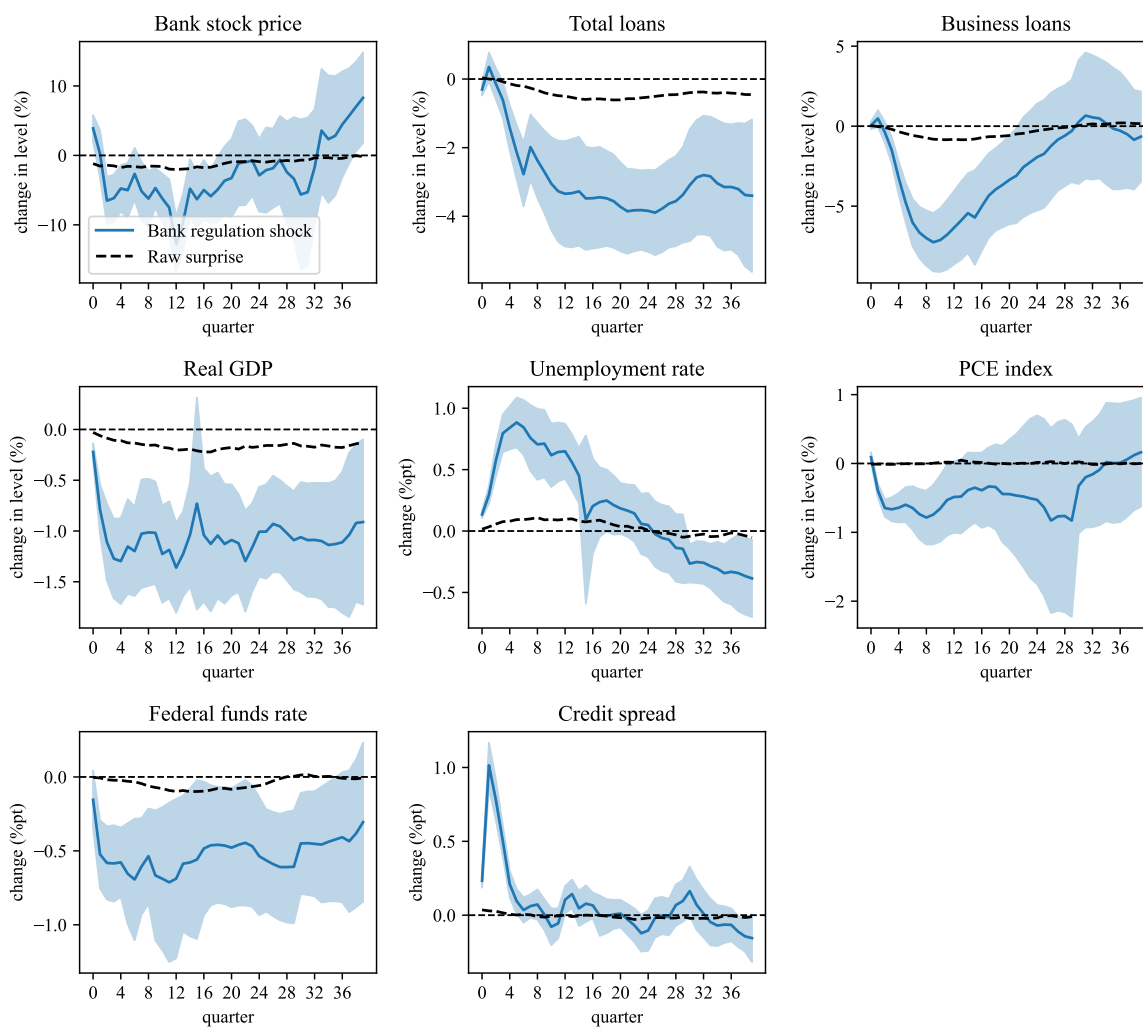 Bank stock price
change in level (%)
10
0
−10
Bank regulation shock
Raw surprise
0 4 8 12 16 20 24 28 32 36
quarter
Total loans
change in level (%)
0
−2
−4
0 4 8 12 16 20 24 28 32 36
quarter
Business loans
change in level (%)
5
0
−5
0 4 8 12 16 20 24 28 32 36
quarter
Real GDP
change in level (%)
0.0
−0.5
−1.0
−1.5
0 4 8 12 16 20 24 28 32 36
quarter
Unemployment rate
change (%pt)
1.0
0.5
0.0
−0.5
0 4 8 12 16 20 24 28 32 36
quarter
PCE index
change in level (%)
1
0
−1
−2
0 4 8 12 16 20 24 28 32 36
quarter
Federal funds rate
change (%pt)
0.0
−0.5
−1.0
0 4 8 12 16 20 24 28 32 36
quarter
Credit spread
change (%pt)
1.0
0.5
0.0
0 4 8 12 16 20 24 28 32 36
quarter